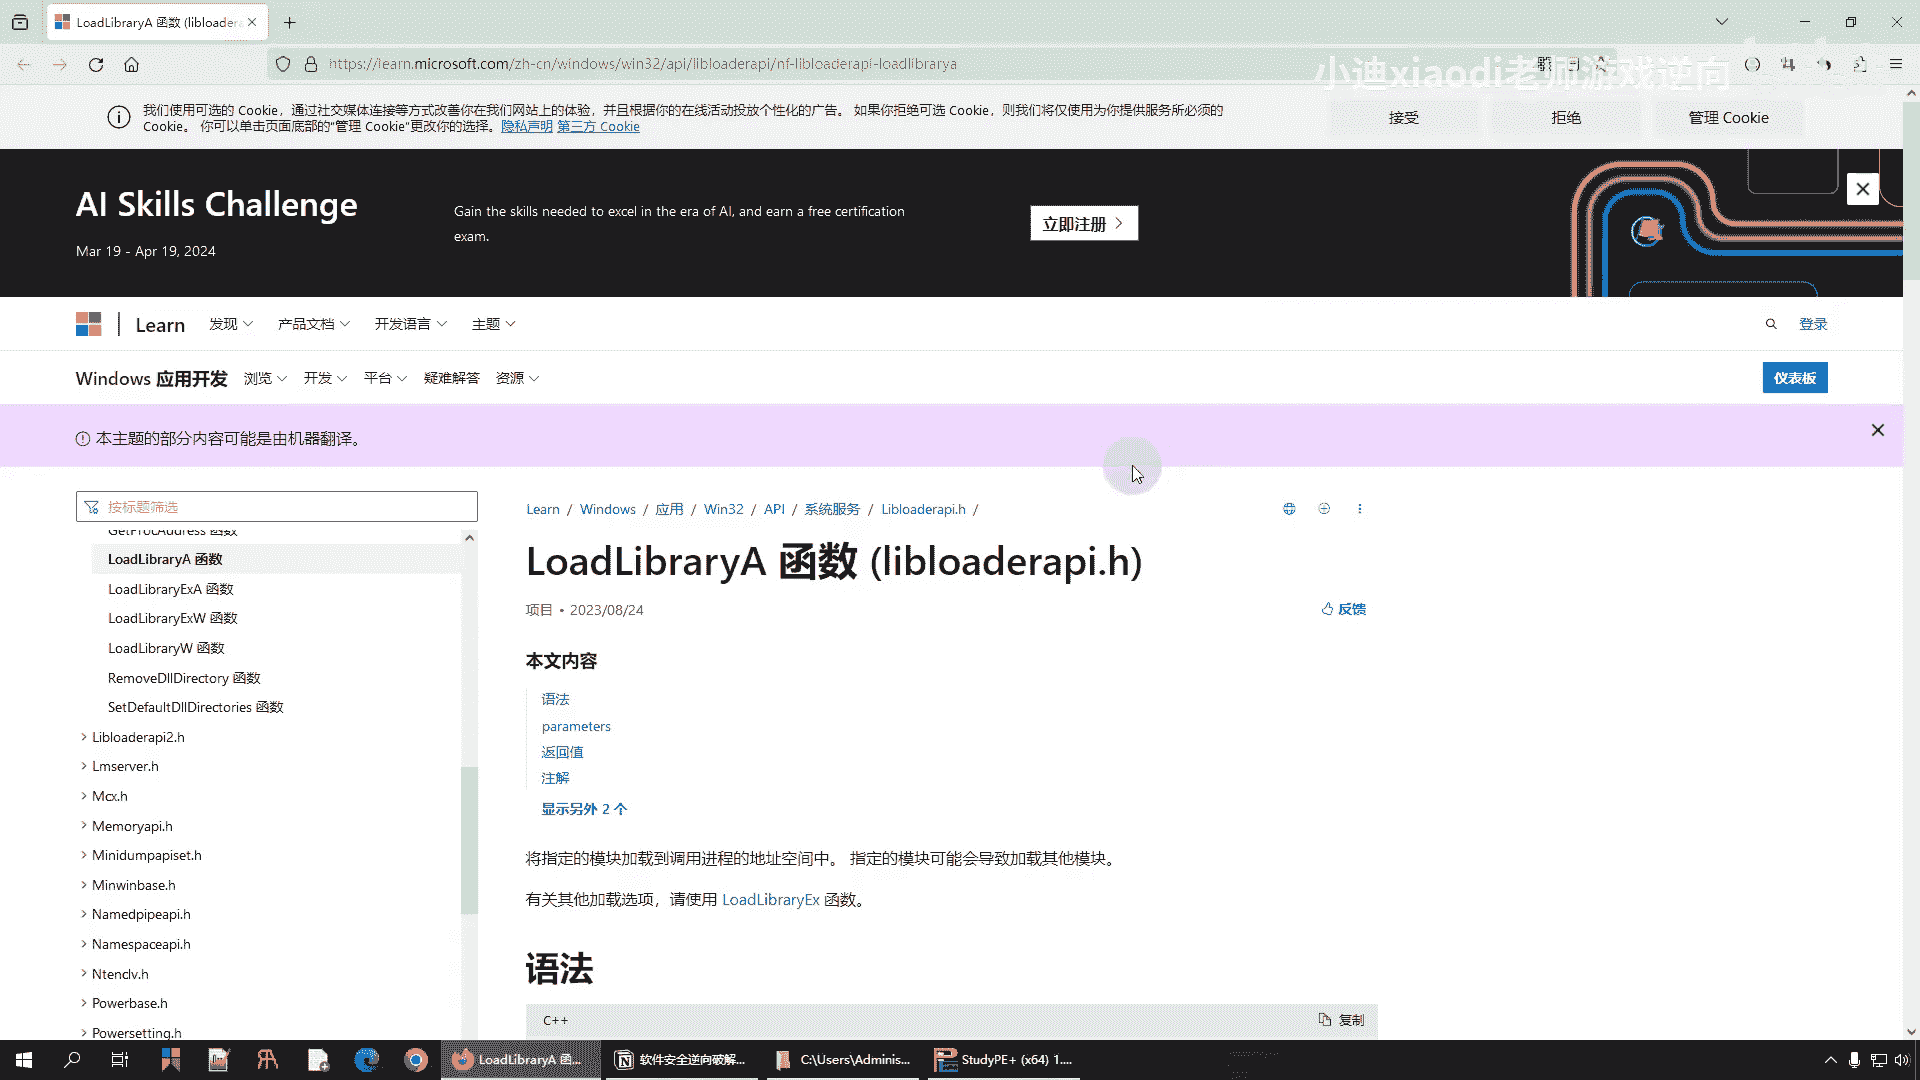 LoadLibraryA 函数 (libloadera
https://learn.microsoft.com/zh-cn/windows/win32/api/libloaderapi/nf-libloaderapi-loadlibrarya
小迪xiaodi老师游戏逆向
我们使用可选的 Cookie，通过社交媒体连接等方式改善你在我们网站上的体验，并且根据你的在线活动投放个性化的广告。 如果你拒绝可选 Cookie，则我们将仅使用为你提供服务所必须的
Cookie。 你可以单击页面底部的"管理 Cookie"更改你的选择。隐私声明 第三方 Cookie
接受
拒绝
管理 Cookie
AI Skills Challenge
Mar 19 - Apr 19, 2024
Gain the skills needed to excel in the era of AI, and earn a free certification
exam.
立即注册
Learn 发现 产品文档 开发语言 主题
登录
Windows 应用开发 浏览 开发 平台 疑难解答 资源
仪表板
本主题的部分内容可能是由机器翻译。
按标题筛选
GetProcAddress 函数
LoadLibraryA 函数
LoadLibraryExA 函数
LoadLibraryExW 函数
LoadLibraryW 函数
RemoveDllDirectory 函数
SetDefaultDllDirectories 函数
Libloaderapi2.h
Lmserver.h
Mcx.h
Memoryapi.h
Minidumpapiset.h
Minwinbase.h
Namedpipeapi.h
Namespaceapi.h
Ntenclv.h
Powerbase.h
Powersetting.h
Learn / Windows / 应用 / Win32 / API / 系统服务 / Libloaderapi.h /
LoadLibraryA 函数 (libloaderapi.h)
项目 • 2023/08/24
反馈
本文内容
语法
parameters
返回值
注解
显示另外 2 个
将指定的模块加载到调用进程的地址空间中。 指定的模块可能会导致加载其他模块。
有关其他加载选项，请使用 LoadLibraryEx 函数。
语法
C++
复制
LoadLibraryA 函...
软件安全逆向破解...
C:\Users\Adminis...
StudyPE+ (x64) 1....